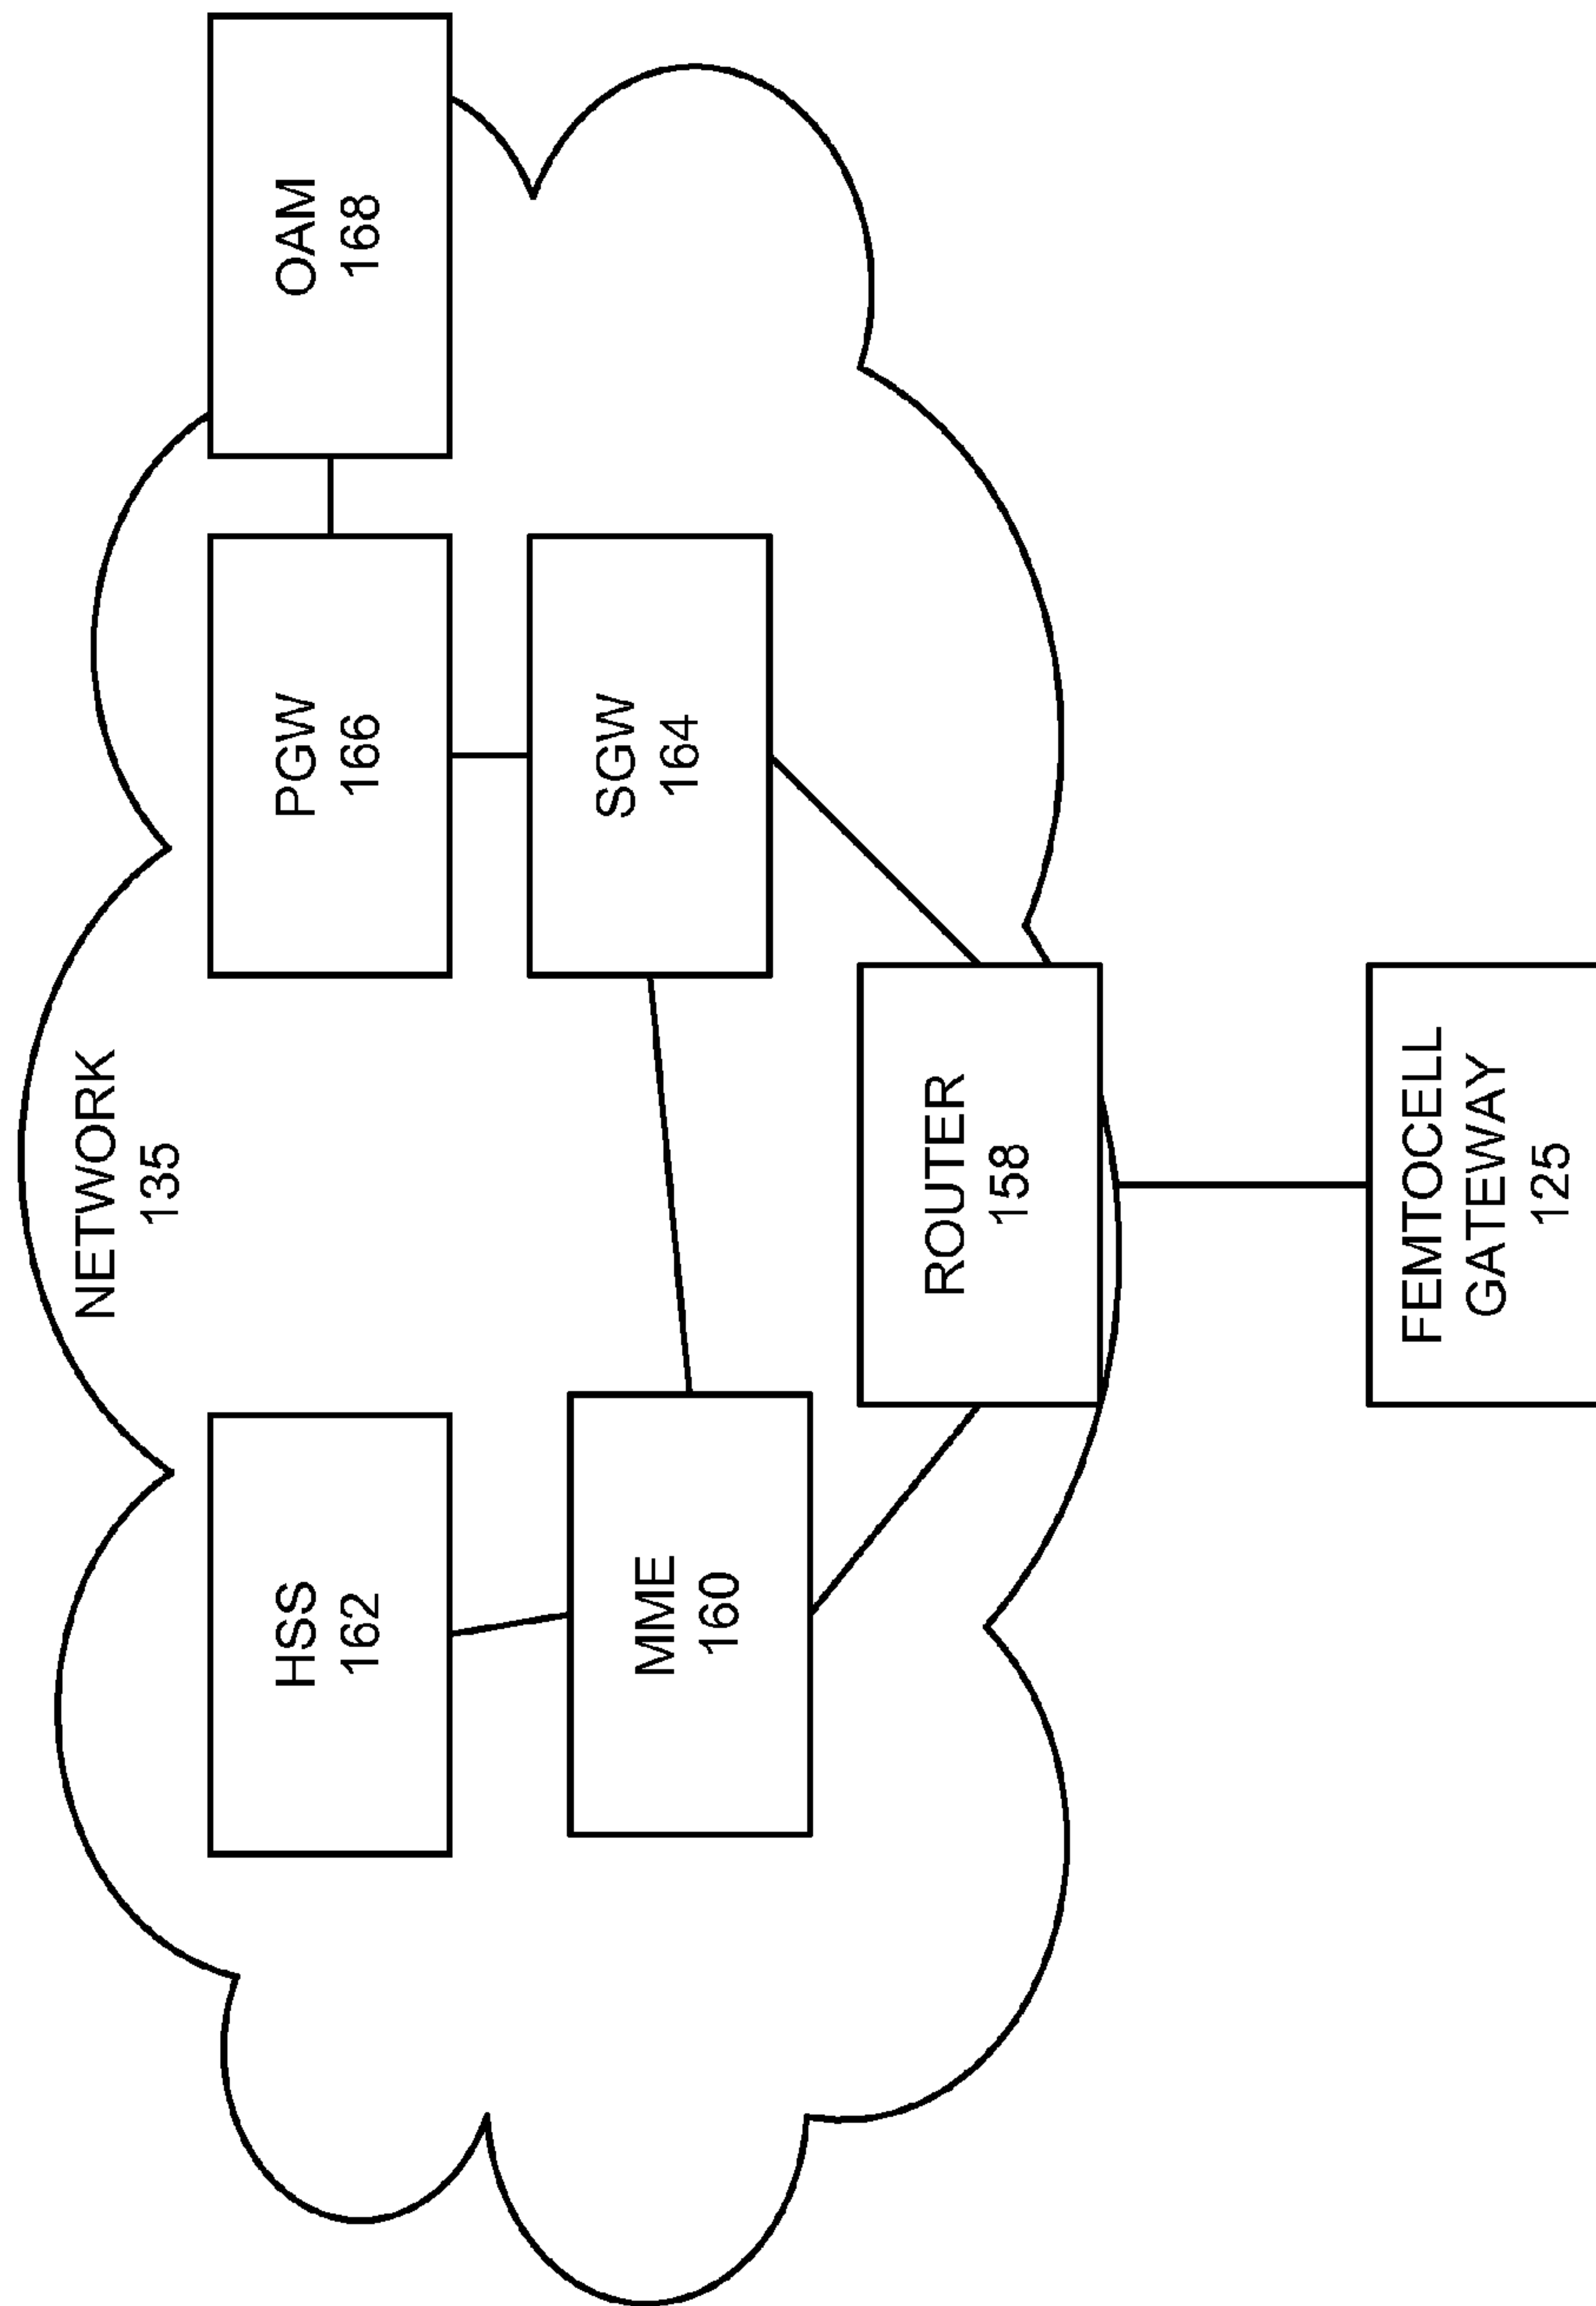 NETWORK
135
HSS
162
PGW
166
OAM
168
MME
160
SGW
164
ROUTER
158
FEMTOCELL
GATEWAY
125